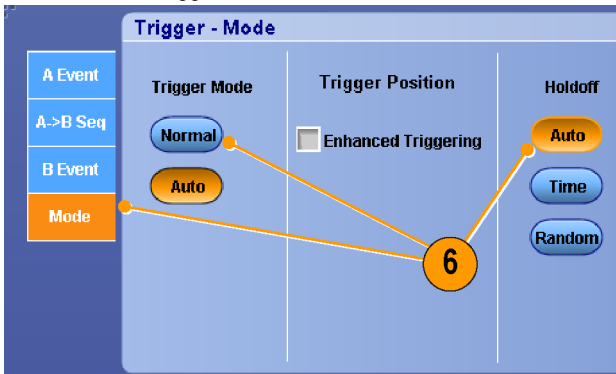 Trigger - Mode
A Event
A->B Seq
B Event
Mode
Trigger Mode
Normal
Auto
Trigger Position
Enhanced Triggering
Holdoff
Auto
Time
Random
6